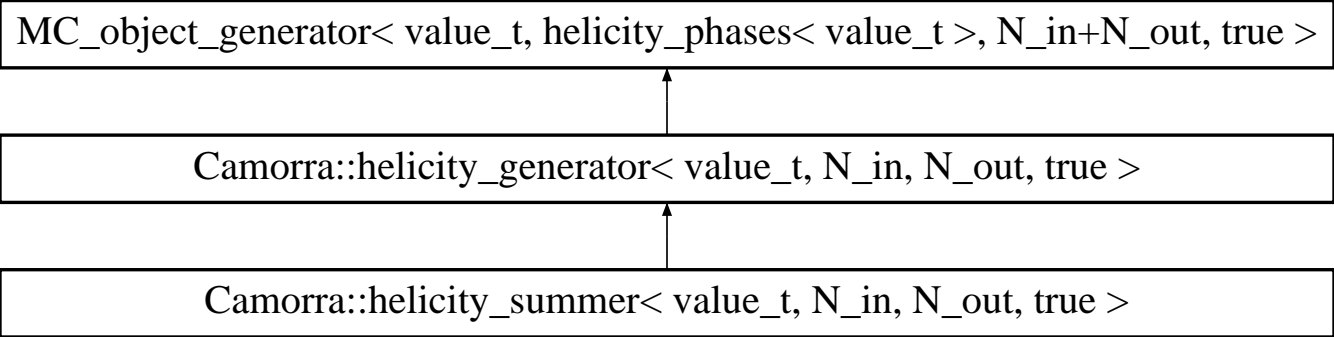 MC_object_generator< value_t, helicity_phases< value_t >, N_in+N_out, true >
Camorra::helicity_generator< value_t, N_in, N_out, true >
Camorra::helicity_summer< value_t, N_in, N_out, true >